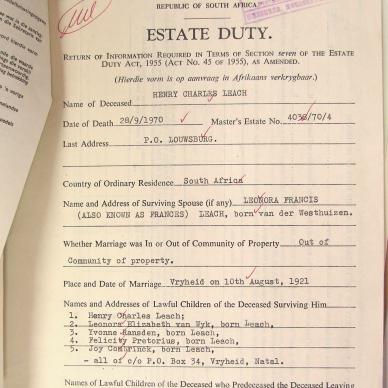 REPUBLIC OF SOUTH AFRICA
ESTATE DUTY.
RETURN OF INFORMATION REQUIRED IN TERMS OF SECTION seven OF THE ESTATE
DUTY ACT, 1955 (ACT NO. 45 OF 1955), AS AMENDED.
(Hierdie vorm is op aanvraag in Afrikaans verkrygbaar.)
Name of Deceased HENRY CHARLES LEACH
Date of Death 28/9/1970 Master's Estate No. 4036/70/4
Last Address P.O. LOUWSBURG.
Country of Ordinary Residence South Africa
Name and Address of Surviving Spouse (if any) LEONORA FRANCIS
(ALSO KNOWN AS FRANCES) LEACH, born van der Westhuizen.
Whether Marriage was In or Out of Community of Property Out of
Community of property.
Place and Date of Marriage Vryheid on 10th August, 1921
Names and Addresses of Lawful Children of the Deceased Surviving Him
1. Henry Charles Leach;
2. Leonora Elizabeth van Wyk, born Leach,
3. Yvonne Hansden, born Leach;
4. Felicity Pretorius, born Leach;
5. Joy Combrinck, born Leach;
- all of c/o P.O. Box 34, Vryheid, Natal.
Names of Lawful Children of the Deceased who Predeceased the Deceased Leaving